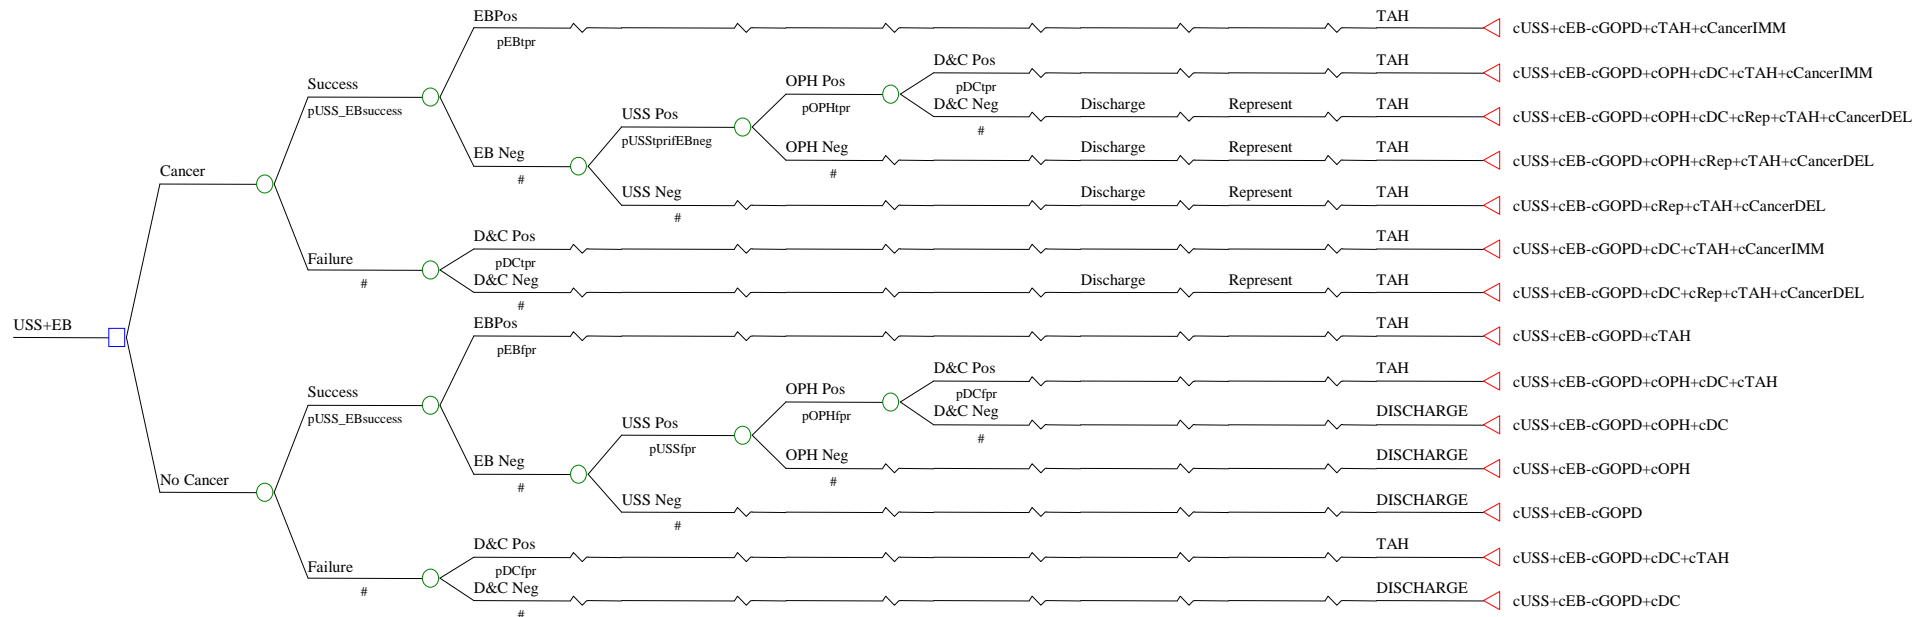 EBPos TAH cUSS+cEB-cGOPD+cTAH+cCancerIMM
pEBtpr
D&C Pos TAH cUSS+cEB-cGOPD+cOPH+cDC+cTAH+cCancerIMM
Success OPH Pos pDCtpr
pUSS_EBsuccess pOPHtpr D&C Neg Discharge Represent TAH cUSS+cEB-cGOPD+cOPH+cDC+cRep+cTAH+cCancerDEL
USS Pos #
pUSStprifEBneg
EB Neg OPH Neg Discharge Represent TAH cUSS+cEB-cGOPD+cOPH+cRep+cTAH+cCancerDEL
# #
Cancer
USS Neg Discharge Represent TAH cUSS+cEB-cGOPD+cRep+cTAH+cCancerDEL
#
D&C Pos TAH cUSS+cEB-cGOPD+cDC+cTAH+cCancerIMM
Failure pDCtpr
# D&C Neg Discharge Represent TAH cUSS+cEB-cGOPD+cDC+cRep+cTAH+cCancerDEL
#
USS+EB
EBPos TAH cUSS+cEB-cGOPD+cTAH
pEBfpr
D&C Pos TAH cUSS+cEB-cGOPD+cOPH+cDC+cTAH
Success OPH Pos pDCfpr
pUSS_EBsuccess pOPHfpr D&C Neg DISCHARGE cUSS+cEB-cGOPD+cOPH+cDC
USS Pos #
pUSSfpr
EB Neg OPH Neg DISCHARGE cUSS+cEB-cGOPD+cOPH
# #
No Cancer
USS Neg DISCHARGE cUSS+cEB-cGOPD
#
D&C Pos TAH cUSS+cEB-cGOPD+cDC+cTAH
Failure pDCfpr
# D&C Neg DISCHARGE cUSS+cEB-cGOPD+cDC
#